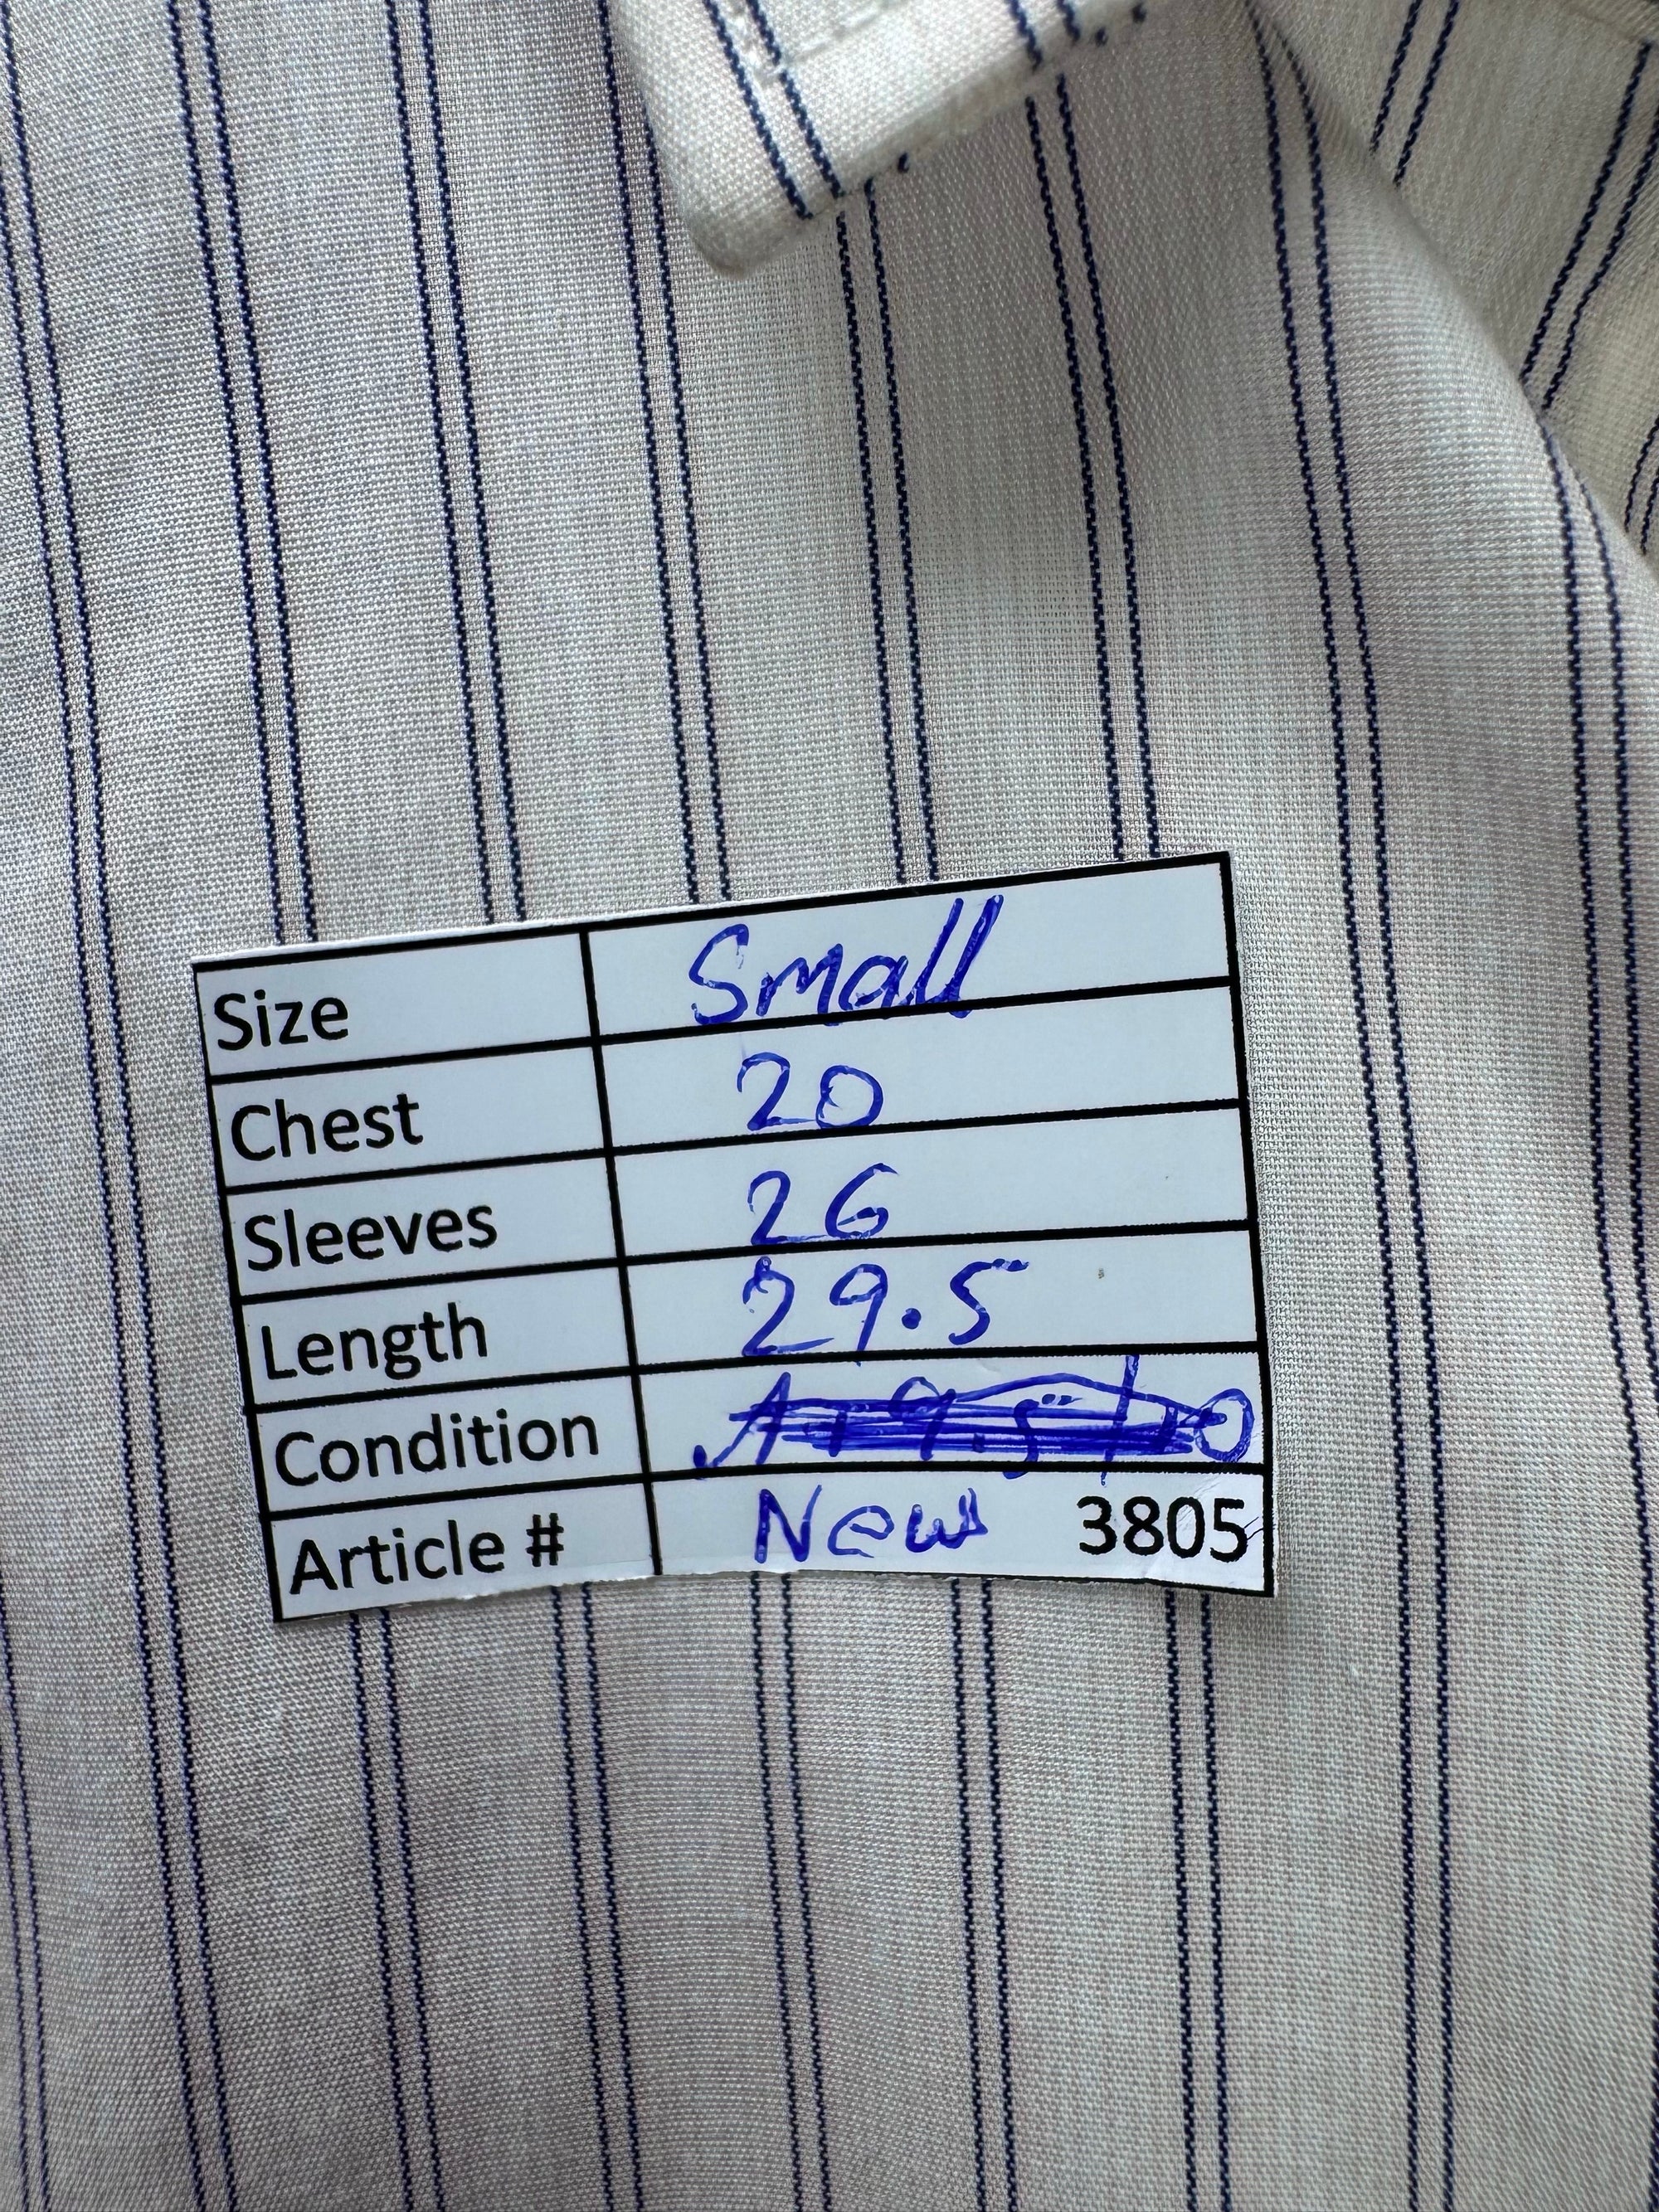 Size Small
Chest 20
Sleeves 26
Length 29.5
Condition
Article # New 3805